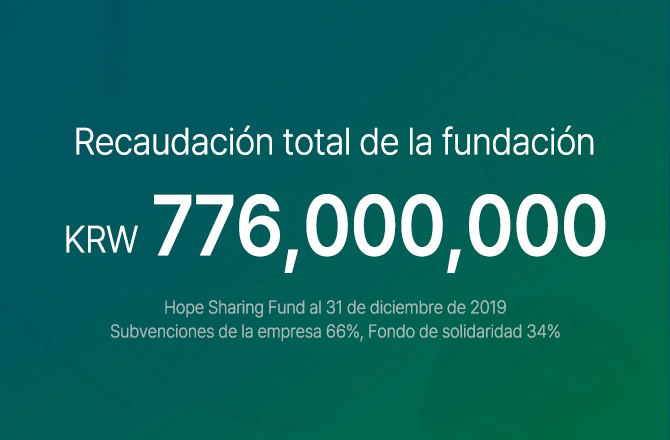 Recaudación total de la fundación
KRW 776,000,000
Hope Sharing Fund al 31 de diciembre de 2019
Subvenciones de la empresa 66%, Fondo de solidaridad 34%